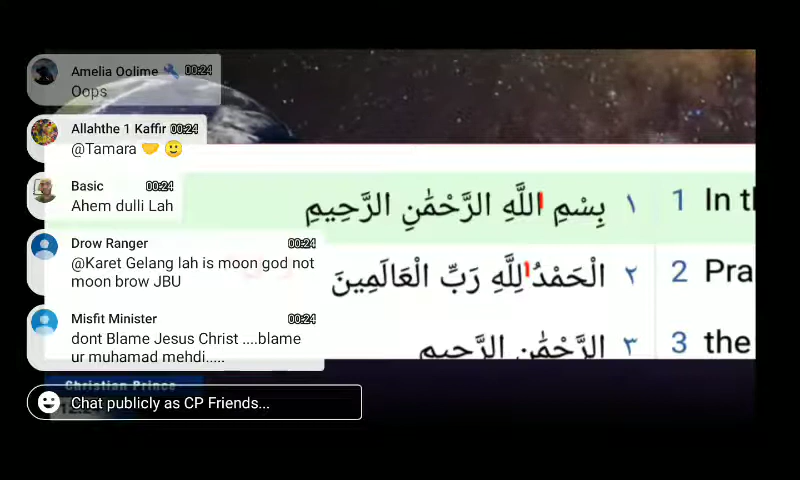 Amelia Oolime 🔧 00:24
Oops
Allahthe 1 Kaffir 00:24
@Tamara 🤝 🙂
Basic 00:24
Ahem dulli Lah
Drow Ranger 00:24
@Karet Gelang lah is moon god not
moon brow JBU
Misfit Minister 00:24
dont Blame Jesus Christ ....blame
ur muhamad mehdi.....
Christian Prince
Chat publicly as CP Friends...
بِسْمِ اللَّهِ الرَّحْمَٰنِ الرَّحِيمِ ١ 1 In th
الْحَمْدُ لِلَّهِ رَبِّ الْعَالَمِينَ ٢ 2 Pra
الرَّحْمَٰنِ الرَّحِيمِ ٣ 3 the